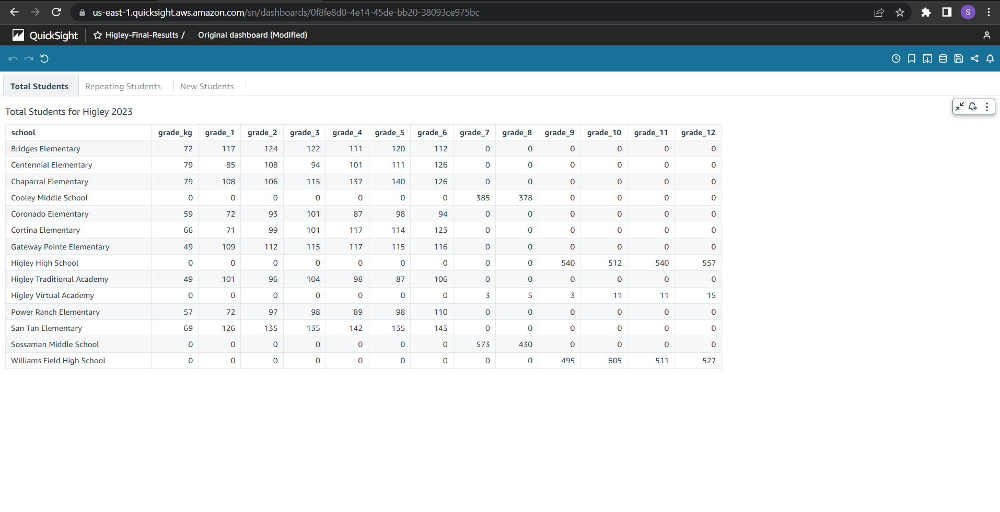 us-east-1.quicksight.aws.amazon.com/sn/dashboards/0f8fe8d0-4e14-45de-bb20-38093ce975bc S
QuickSight Higley-Final-Results / Original dashboard (Modified)
Total Students Repeating Students New Students
Total Students for Higley 2023
school grade_kg grade_1 grade_2 grade_3 grade_4 grade_5 grade_6 grade_7 grade_8 grade_9 grade_10 grade_11 grade_12
Bridges Elementary 72 117 124 122 111 120 112 0 0 0 0 0 0
Centennial Elementary 79 85 108 94 101 111 126 0 0 0 0 0 0
Chaparral Elementary 79 108 106 115 137 140 126 0 0 0 0 0 0
Cooley Middle School 0 0 0 0 0 0 0 385 378 0 0 0 0
Coronado Elementary 59 72 93 101 87 98 94 0 0 0 0 0 0
Cortina Elementary 66 71 99 101 117 114 123 0 0 0 0 0 0
Gateway Pointe Elementary 49 109 112 115 117 115 116 0 0 0 0 0 0
Higley High School 0 0 0 0 0 0 0 0 0 540 512 540 557
Higley Traditional Academy 49 101 96 104 98 87 106 0 0 0 0 0 0
Higley Virtual Academy 0 0 0 0 0 0 0 3 5 3 11 11 15
Power Ranch Elementary 57 72 97 98 89 98 110 0 0 0 0 0 0
San Tan Elementary 69 126 135 135 142 135 143 0 0 0 0 0 0
Sossaman Middle School 0 0 0 0 0 0 0 573 430 0 0 0 0
Williams Field High School 0 0 0 0 0 0 0 0 0 495 605 511 527